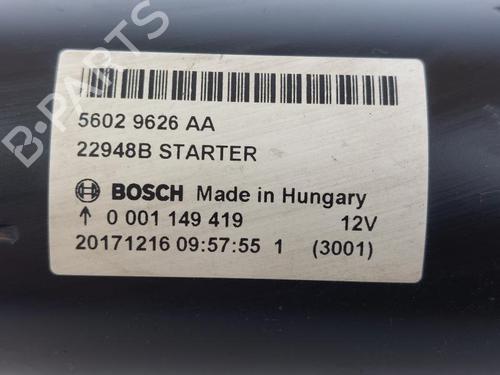 5602 9626 AA
22948B STARTER
BOSCH Made in Hungary
↑ 0 001 149 419 12V
20171216 09:57:55 1 (3001)
B-PARTS